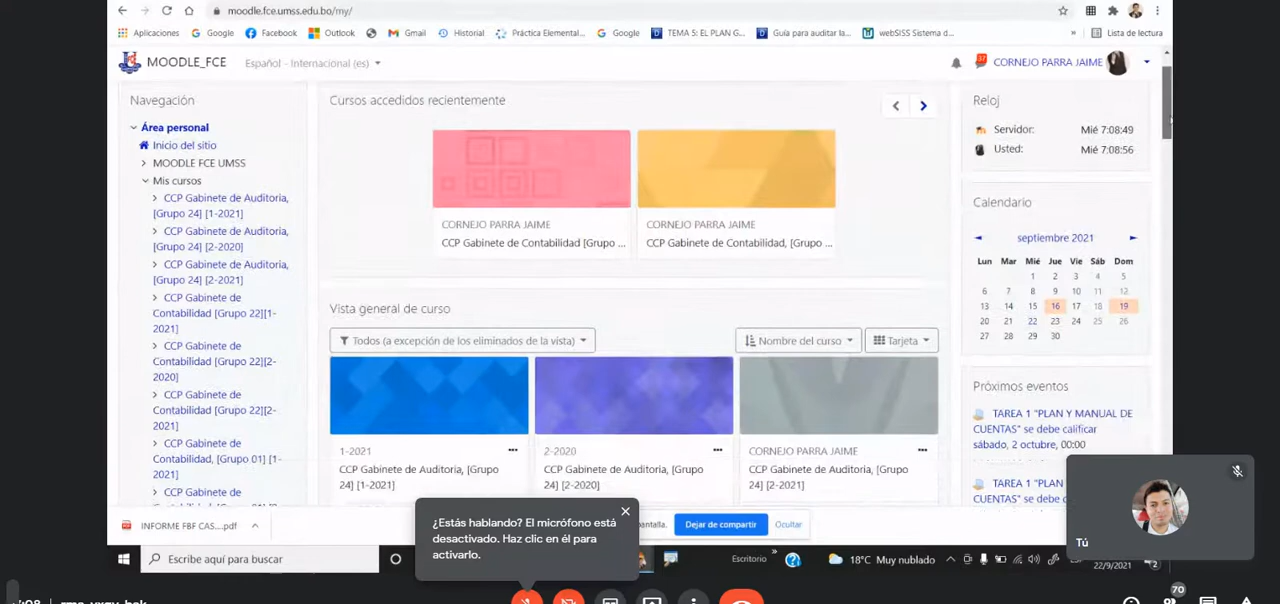 moodle.fce.umss.edu.bo/my/
Aplicaciones Google Facebook Outlook Gmail Historial Práctica Elemental... Google TEMA 5: EL PLAN G... Guía para auditar la... webSISS Sistema d... » Lista de lectura
MOODLE_FCE Español - Internacional (es) 37 CORNEJO PARRA JAIME
Navegación
Área personal
Inicio del sitio
MOODLE FCE UMSS
Mis cursos
CCP Gabinete de Auditoria,
[Grupo 24] [1-2021]
CCP Gabinete de Auditoria,
[Grupo 24] [2-2020]
CCP Gabinete de Auditoria,
[Grupo 24] [2-2021]
CCP Gabinete de
Contabilidad [Grupo 22][1-
2021]
CCP Gabinete de
Contabilidad, [Grupo 22][2-
2020]
CCP Gabinete de
Contabilidad [Grupo 22][2-
2021]
CCP Gabinete de
Contabilidad, [Grupo 01] [1-
2021]
CCP Gabinete de
Cursos accedidos recientemente
CORNEJO PARRA JAIME
CCP Gabinete de Contabilidad [Grupo ...
CORNEJO PARRA JAIME
CCP Gabinete de Contabilidad, [Grupo ...
Vista general de curso
Todos (a excepción de los eliminados de la vista)
Nombre del curso
Tarjeta
1-2021
CCP Gabinete de Auditoria, [Grupo
24] [1-2021]
2-2020
CCP Gabinete de Auditoria, [Grupo
24] [2-2020]
CORNEJO PARRA JAIME
CCP Gabinete de Auditoria, [Grupo
24] [2-2021]
Reloj
Servidor: Mié 7:08:49
Usted: Mié 7:08:56
Calendario
◄ septiembre 2021 ►
Lun Mar Mié Jue Vie Sáb Dom
1 2 3 4 5
6 7 8 9 10 11 12
13 14 15 16 17 18 19
20 21 22 23 24 25 26
27 28 29 30
Próximos eventos
TAREA 1 "PLAN Y MANUAL DE
CUENTAS" se debe calificar
sábado, 2 octubre, 00:00
TAREA 1 "PLAN
CUENTAS" se debe c
Tú
INFORME FBF CAS....pdf
¿Estás hablando? El micrófono está
desactivado. Haz clic en él para
activarlo.
pantalla. Dejar de compartir Ocultar
Escribe aquí para buscar
Escritorio » 18°C Muy nublado 22/9/2021 2
70